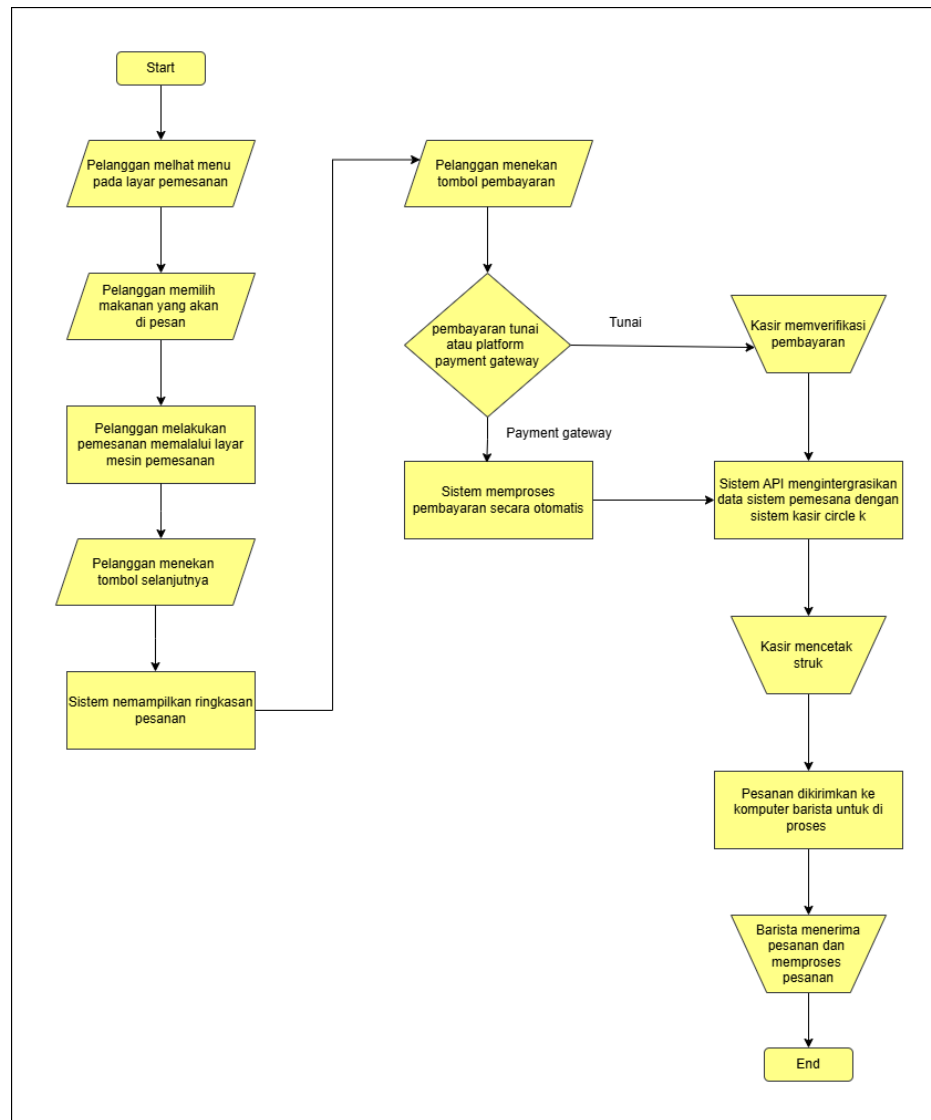 Start
Pelanggan melhat menu
pada layar pemesanan
Pelanggan memilih
makanan yang akan
di pesan
Pelanggan melakukan
pemesanan memalalui layar
mesin pemesanan
Pelanggan menekan
tombol selanjutnya
Sistem nemampilkan ringkasan
pesanan
Pelanggan menekan
tombol pembayaran
pembayaran tunai
atau platform
payment gateway
Tunai
Kasir memverifikasi
pembayaran
Payment gateway
Sistem memproses
pembayaran secara otomatis
Sistem API mengintergrasikan
data sistem pemesana dengan
sistem kasir circle k
Kasir mencetak
struk
Pesanan dikirimkan ke
komputer barista untuk di
proses
Barista menerima
pesanan dan
memproses
pesanan
End